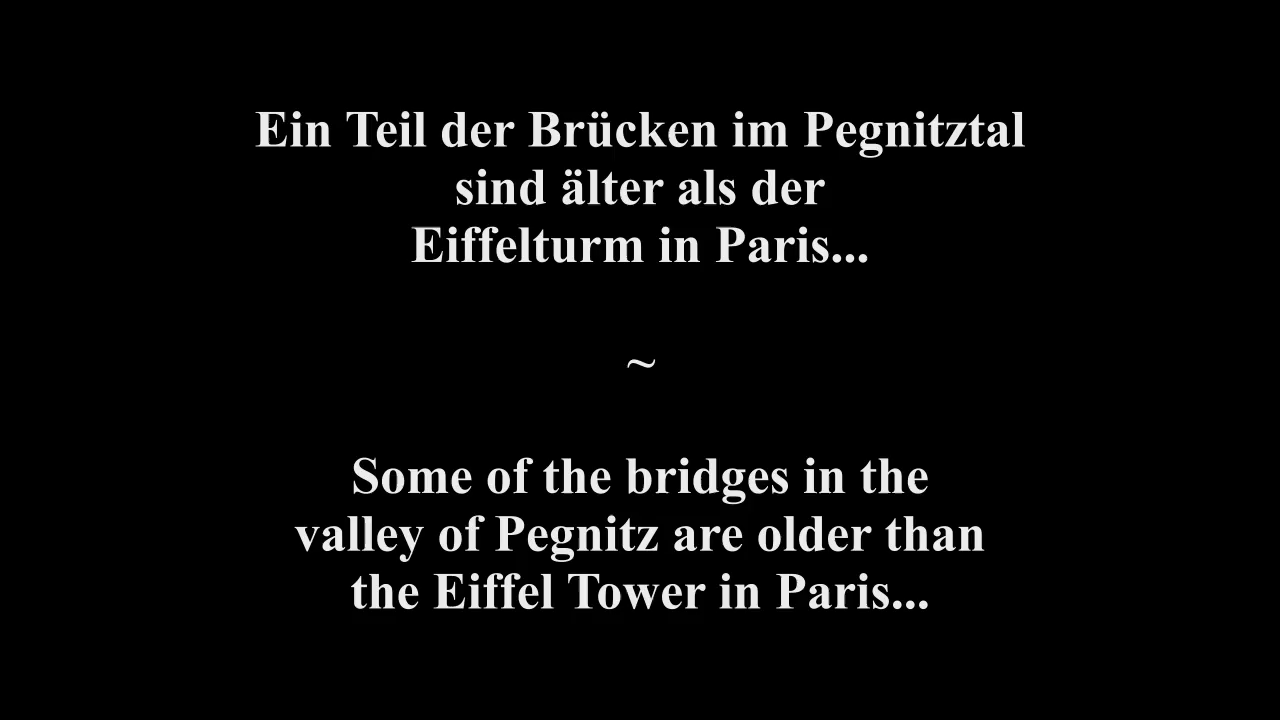 Ein Teil der Brücken im Pegnitztal
sind älter als der
Eiffelturm in Paris...
~
Some of the bridges in the
valley of Pegnitz are older than
the Eiffel Tower in Paris...